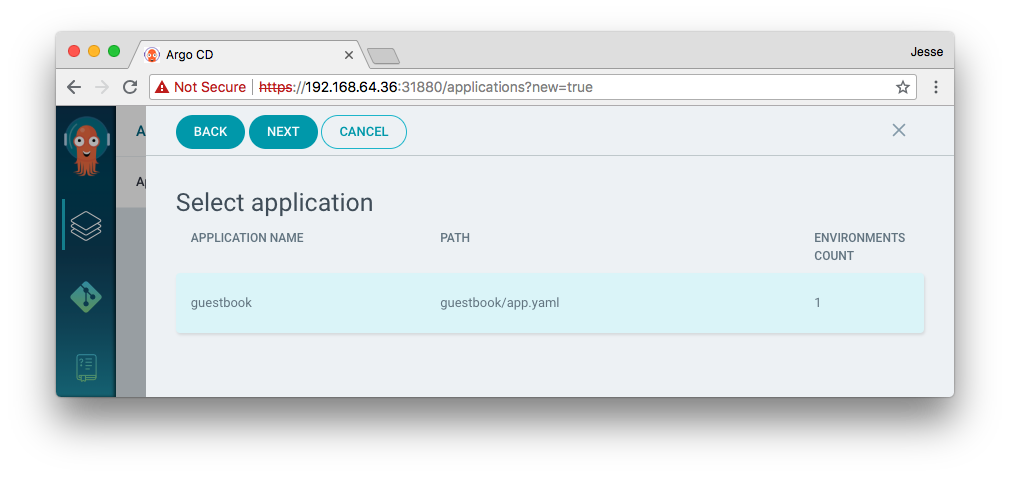 Argo CD
Jesse
Not Secure https://192.168.64.36:31880/applications?new=true
BACK NEXT CANCEL
A
Ap
Select application
APPLICATION NAME PATH ENVIRONMENTS
COUNT
guestbook guestbook/app.yaml 1